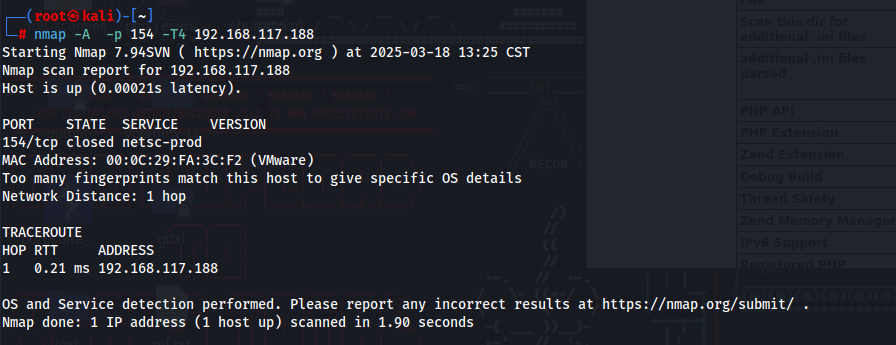 ┌──(root㉿kali)-[~]
└─# nmap -A  -p 154 -T4 192.168.117.188
Starting Nmap 7.94SVN ( https://nmap.org ) at 2025-03-18 13:25 CST
Nmap scan report for 192.168.117.188
Host is up (0.00021s latency).

PORT    STATE  SERVICE    VERSION
154/tcp closed netsc-prod
MAC Address: 00:0C:29:FA:3C:F2 (VMware)
Too many fingerprints match this host to give specific OS details
Network Distance: 1 hop

TRACEROUTE
HOP RTT     ADDRESS
1   0.21 ms 192.168.117.188

OS and Service detection performed. Please report any incorrect results at https://nmap.org/submit/ .
Nmap done: 1 IP address (1 host up) scanned in 1.90 seconds
Scan this dir for
additional .ini files
additional .ini files
parsed
PHP API
PHP Extension
Zend Extension
Debug Build
Thread Safety
Zend Memory Manager
IPv6 Support
Registered PHP
RECON